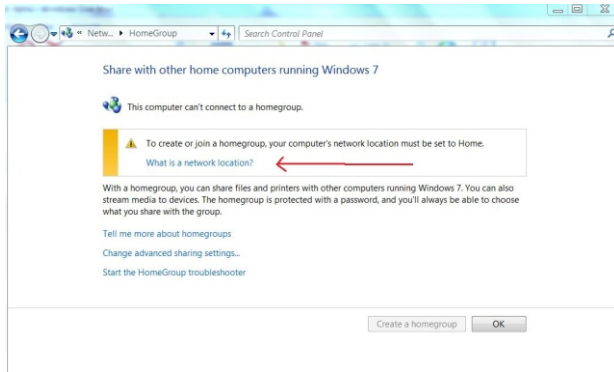 « Netw... ▸ HomeGroup Search Control Panel
Share with other home computers running Windows 7
This computer can't connect to a homegroup.
To create or join a homegroup, your computer's network location must be set to Home.
What is a network location?
With a homegroup, you can share files and printers with other computers running Windows 7. You can also
stream media to devices. The homegroup is protected with a password, and you'll always be able to choose
what you share with the group.
Tell me more about homegroups
Change advanced sharing settings...
Start the HomeGroup troubleshooter
Create a homegroup OK